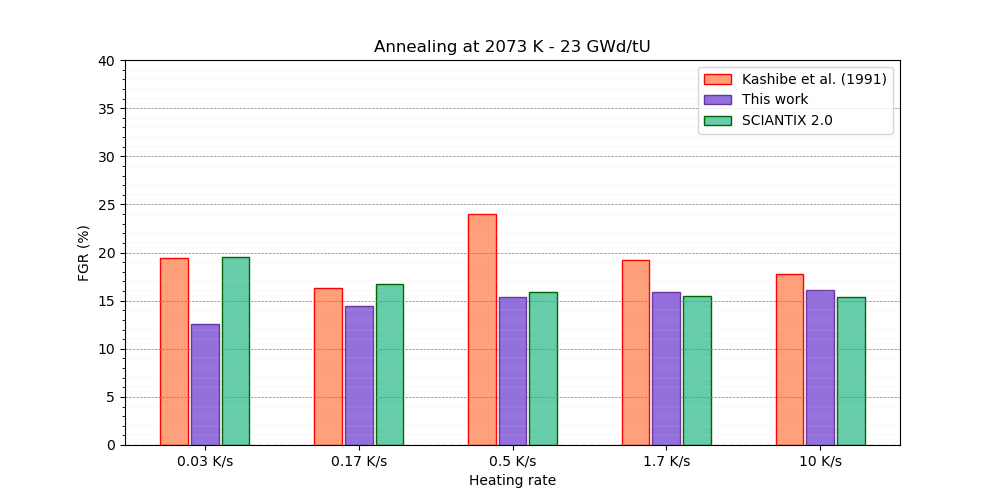 Annealing at 2073 K - 23 GWd/tU
Kashibe et al. (1991)
This work
SCIANTIX 2.0
FGR (%)
40
35
30
25
20
15
10
5
0
0.03 K/s
0.17 K/s
0.5 K/s
1.7 K/s
10 K/s
Heating rate